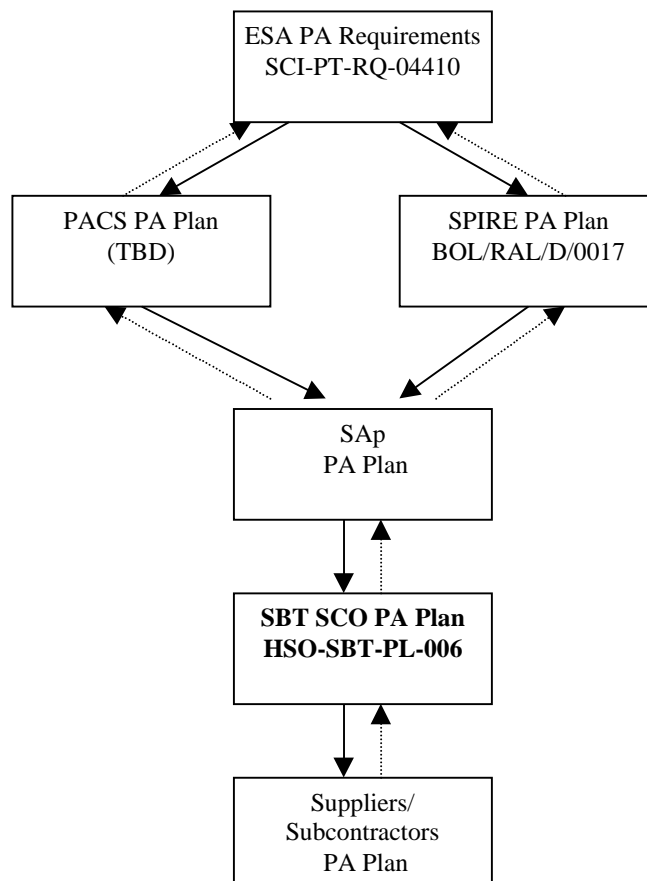 ESA PA Requirements
SCI-PT-RQ-04410
PACS PA Plan
(TBD)
SPIRE PA Plan
BOL/RAL/D/0017
SAp
PA Plan
SBT SCO PA Plan
HSO-SBT-PL-006
Suppliers/
Subcontractors
PA Plan